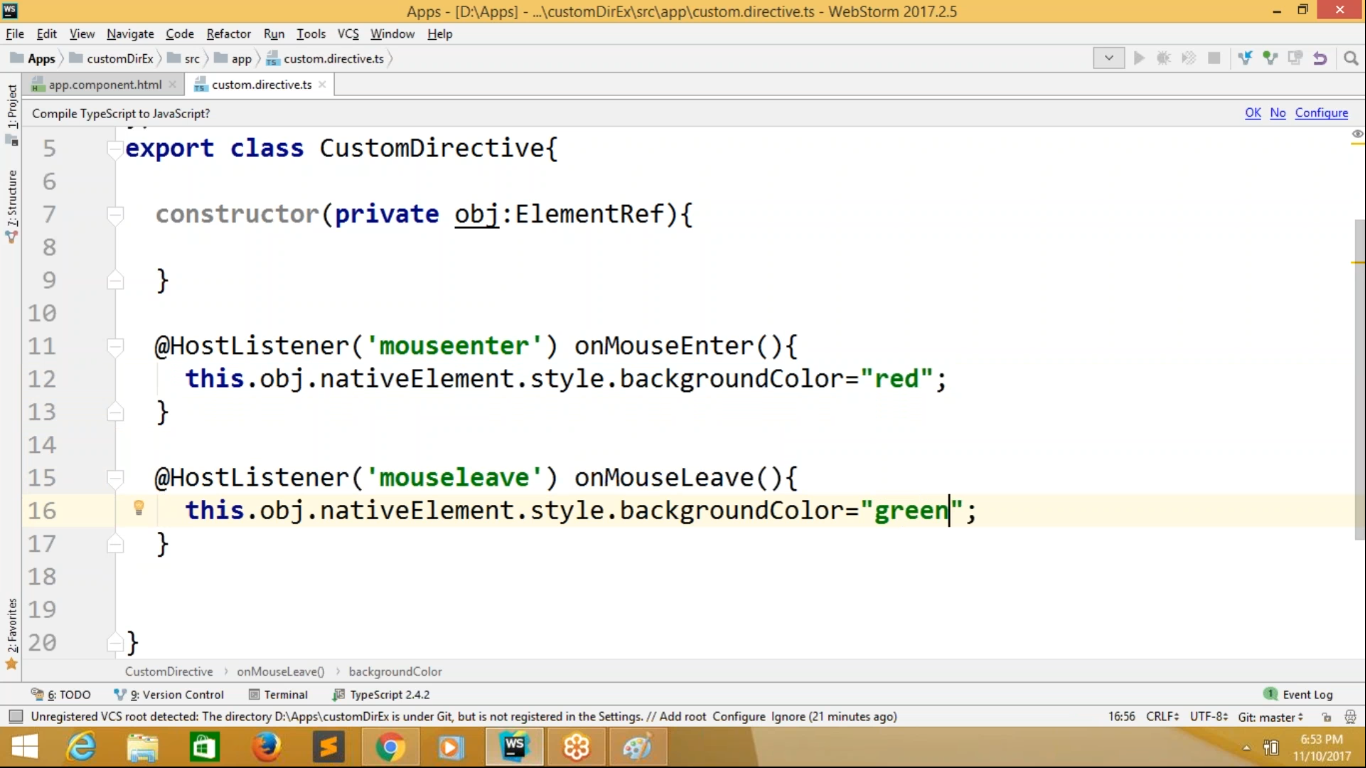 WS
Apps - [D:\Apps] - ...\customDirEx\src\app\custom.directive.ts - WebStorm 2017.2.5
File Edit View Navigate Code Refactor Run Tools VCS Window Help
Apps customDirEx src app custom.directive.ts
app.component.html custom.directive.ts
1: Project
Compile TypeScript to JavaScript? OK No Configure
7: Structure
2: Favorites
5 export class CustomDirective{
6
7 constructor(private obj:ElementRef){
8
9 }
10
11 @HostListener('mouseenter') onMouseEnter(){
12 this.obj.nativeElement.style.backgroundColor="red";
13 }
14
15 @HostListener('mouseleave') onMouseLeave(){
16 this.obj.nativeElement.style.backgroundColor="green";
17 }
18
19
20 }
CustomDirective › onMouseLeave() › backgroundColor
6: TODO 9: Version Control Terminal TypeScript 2.4.2 1 Event Log
Unregistered VCS root detected: The directory D:\Apps\customDirEx is under Git, but is not registered in the Settings. // Add root Configure Ignore (21 minutes ago) 16:56 CRLF UTF-8 Git: master
WS
6:53 PM
11/10/2017